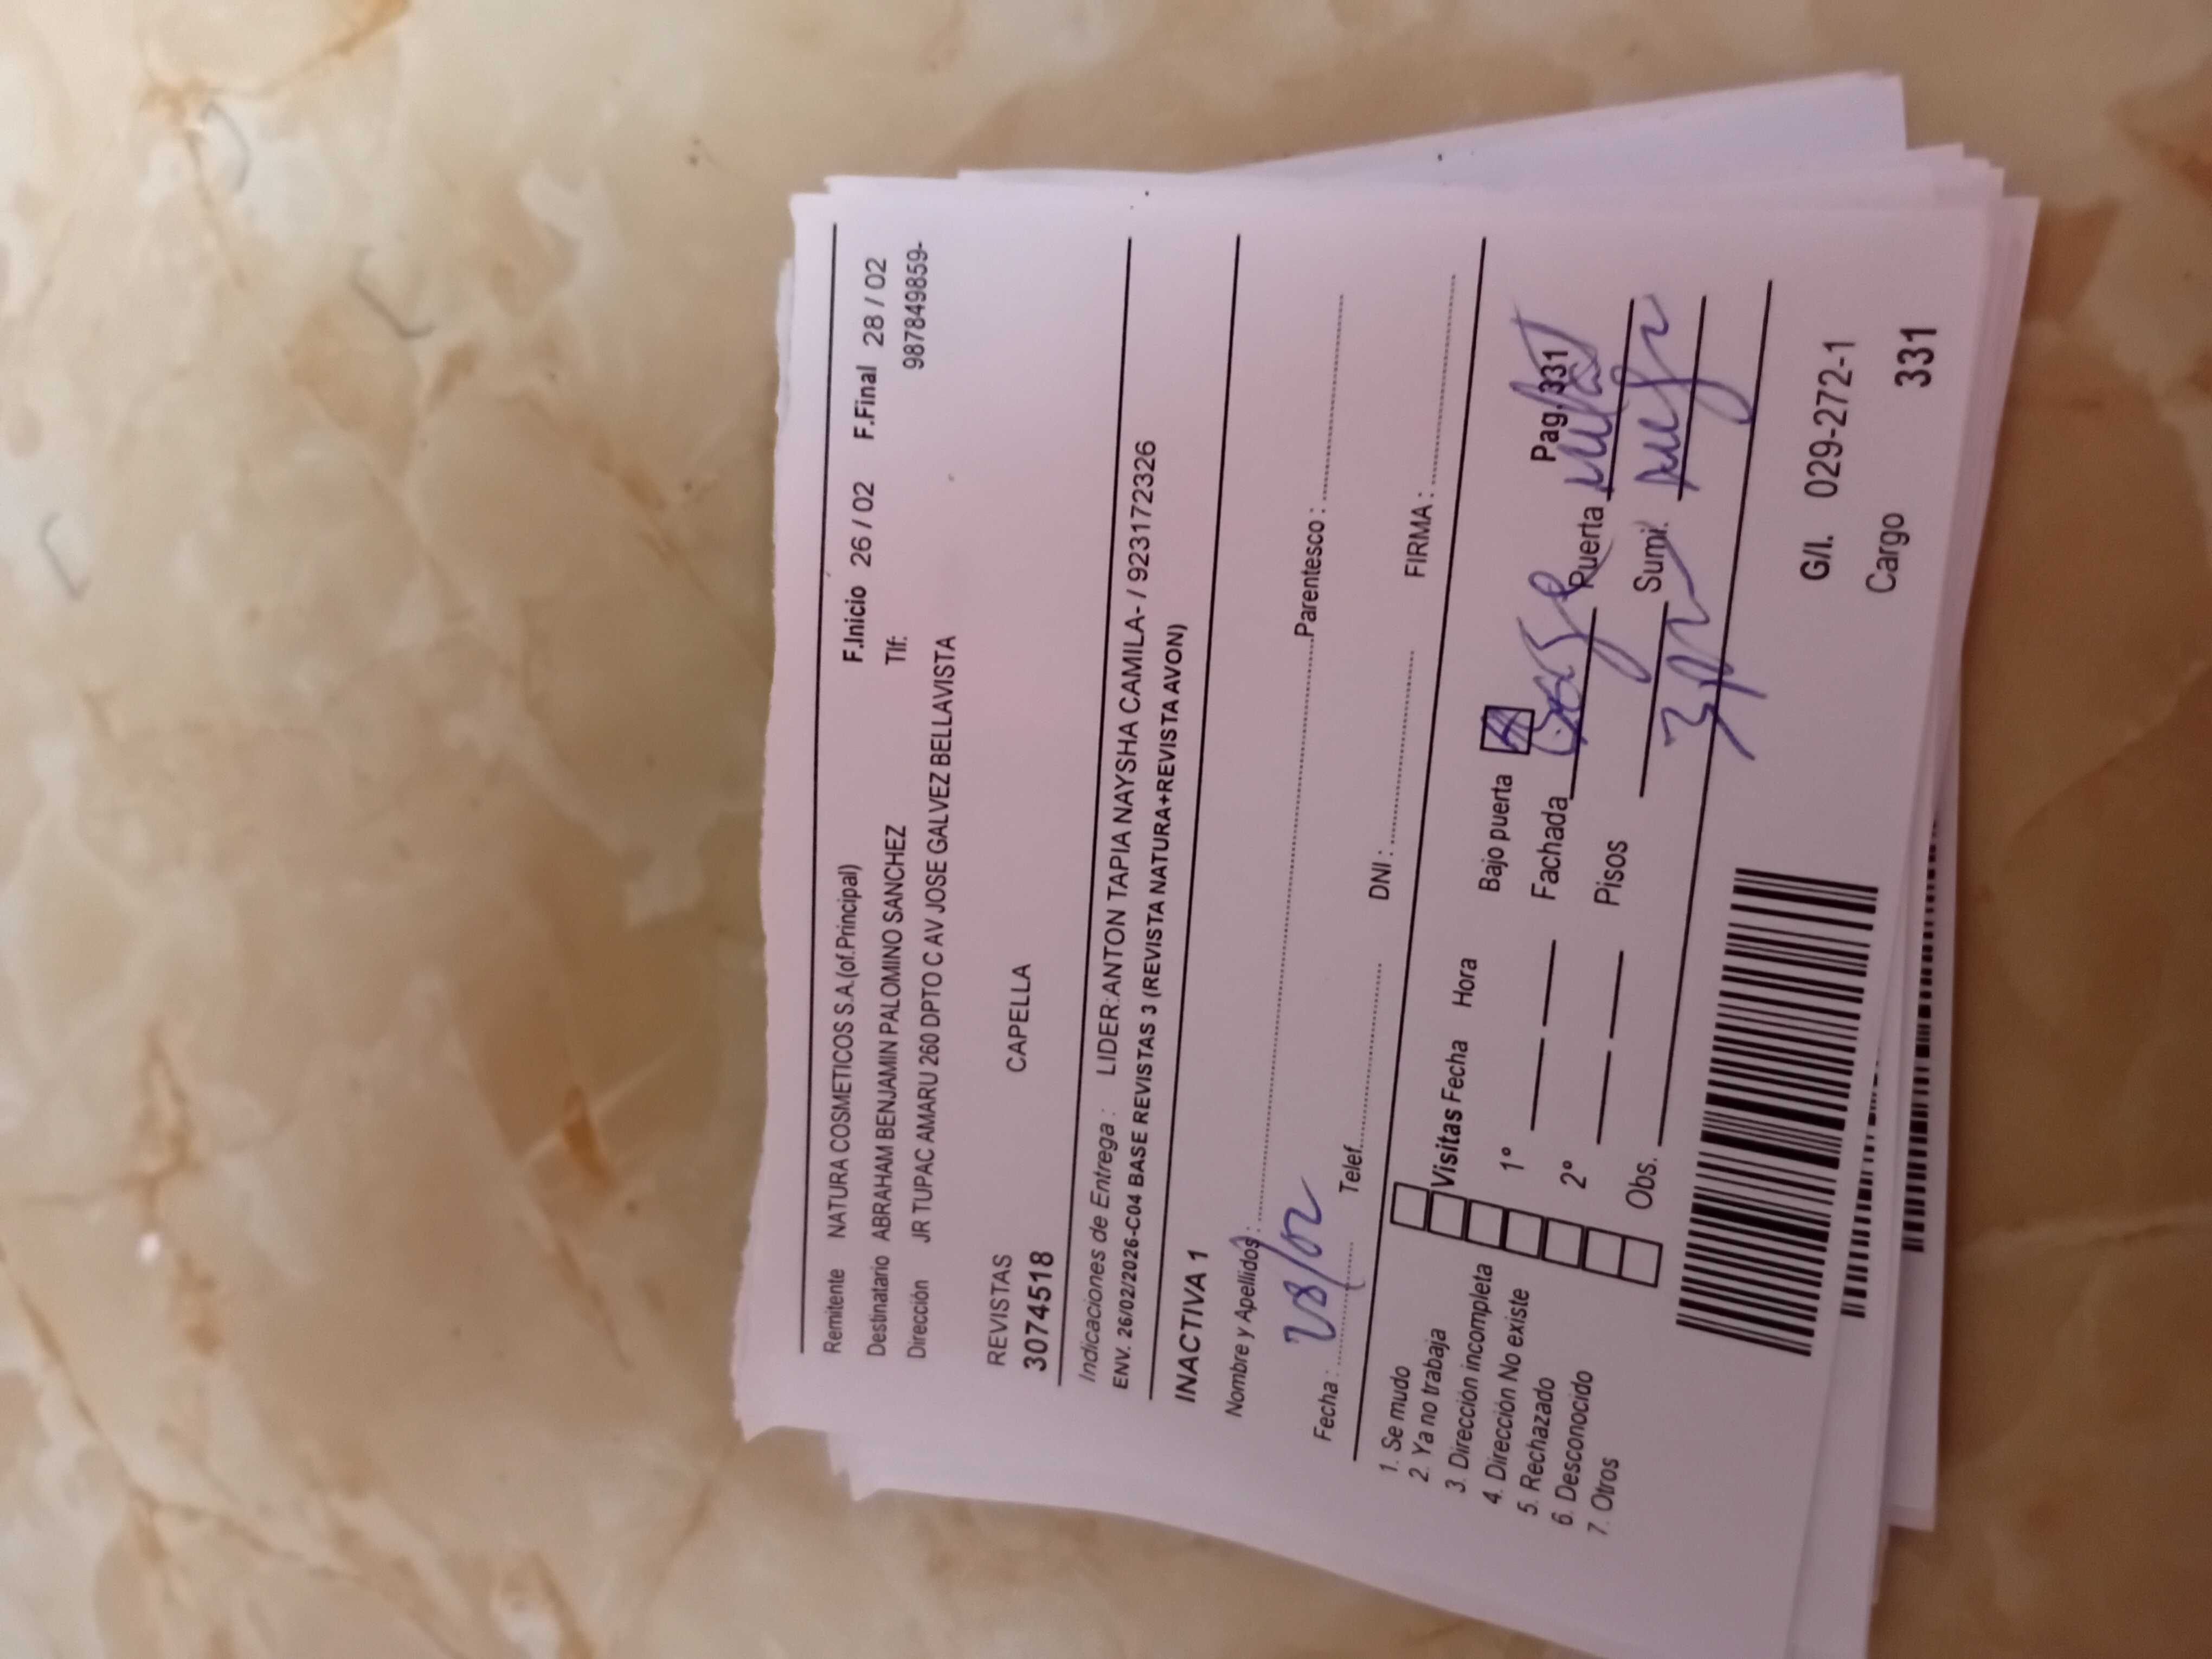 F.Inicio 26 / 02 F.Final 28 / 02
Remitente NATURA COSMETICOS S.A.(of.Principal)
Destinatario ABRAHAM BENJAMIN PALOMINO SANCHEZ Tlf: 987849859-
Dirección JR TUPAC AMARU 260 DPTO C AV JOSE GALVEZ BELLAVISTA
REVISTAS CAPELLA
3074518
Indicaciones de Entrega : LIDER:ANTON TAPIA NAYSHA CAMILA- / 923172326
ENV. 26/02/2026-C04 BASE REVISTAS 3 (REVISTA NATURA+REVISTA AVON)
INACTIVA 1
Nombre y Apellidos: Parentesco :
Fecha : 28/02 Telef. DNI : FIRMA :
1. Se mudo
2. Ya no trabaja
3. Dirección incompleta
4. Dirección No existe
5. Rechazado
6. Desconocido
7. Otros
Visitas Fecha Hora
1º
2º
Obs.
Bajo puerta Pag.331
Fachada Puerta
Pisos Sumi.
G/I. 029-272-1
Cargo
331